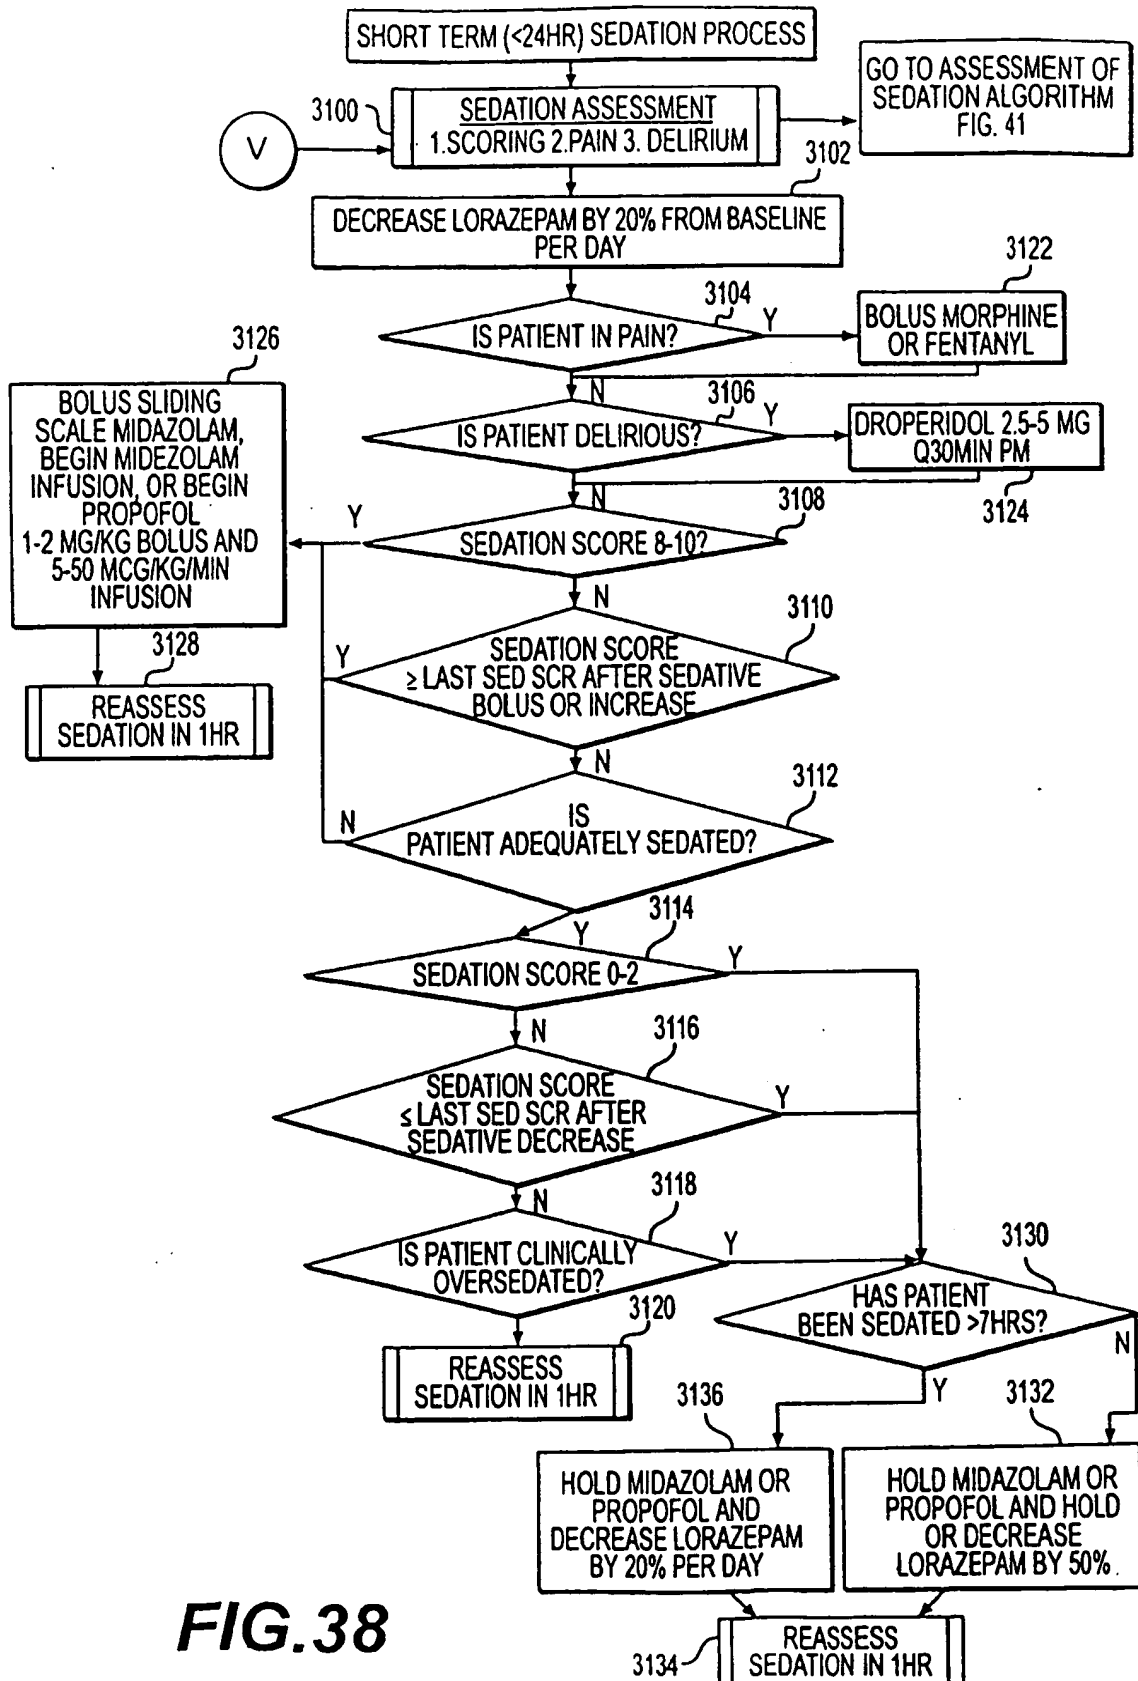 SHORT TERM (<24HR) SEDATION PROCESS
3100
SEDATION ASSESSMENT
1.SCORING 2.PAIN 3. DELIRIUM
GO TO ASSESSMENT OF
SEDATION ALGORITHM
FIG. 41
V
3102
DECREASE LORAZEPAM BY 20% FROM BASELINE
PER DAY
3104
IS PATIENT IN PAIN?
Y
3122
BOLUS MORPHINE
OR FENTANYL
N
3106
IS PATIENT DELIRIOUS?
Y
DROPERIDOL 2.5-5 MG
Q30MIN PM
3124
N
3108
SEDATION SCORE 8-10?
Y
3126
BOLUS SLIDING
SCALE MIDAZOLAM,
BEGIN MIDEZOLAM
INFUSION, OR BEGIN
PROPOFOL
1-2 MG/KG BOLUS AND
5-50 MCG/KG/MIN
INFUSION
3128
REASSESS
SEDATION IN 1HR
N
3110
SEDATION SCORE
≥ LAST SED SCR AFTER SEDATIVE
BOLUS OR INCREASE
Y
N
3112
IS
PATIENT ADEQUATELY SEDATED?
N
Y
3114
SEDATION SCORE 0-2
Y
N
3116
SEDATION SCORE
≤ LAST SED SCR AFTER
SEDATIVE DECREASE
Y
N
3118
IS PATIENT CLINICALLY
OVERSEDATED?
Y
3120
REASSESS
SEDATION IN 1HR
3130
HAS PATIENT
BEEN SEDATED >7HRS?
N
Y
3136
HOLD MIDAZOLAM OR
PROPOFOL AND
DECREASE LORAZEPAM
BY 20% PER DAY
3132
HOLD MIDAZOLAM OR
PROPOFOL AND HOLD
OR DECREASE
LORAZEPAM BY 50%
3134
REASSESS
SEDATION IN 1HR
FIG.38